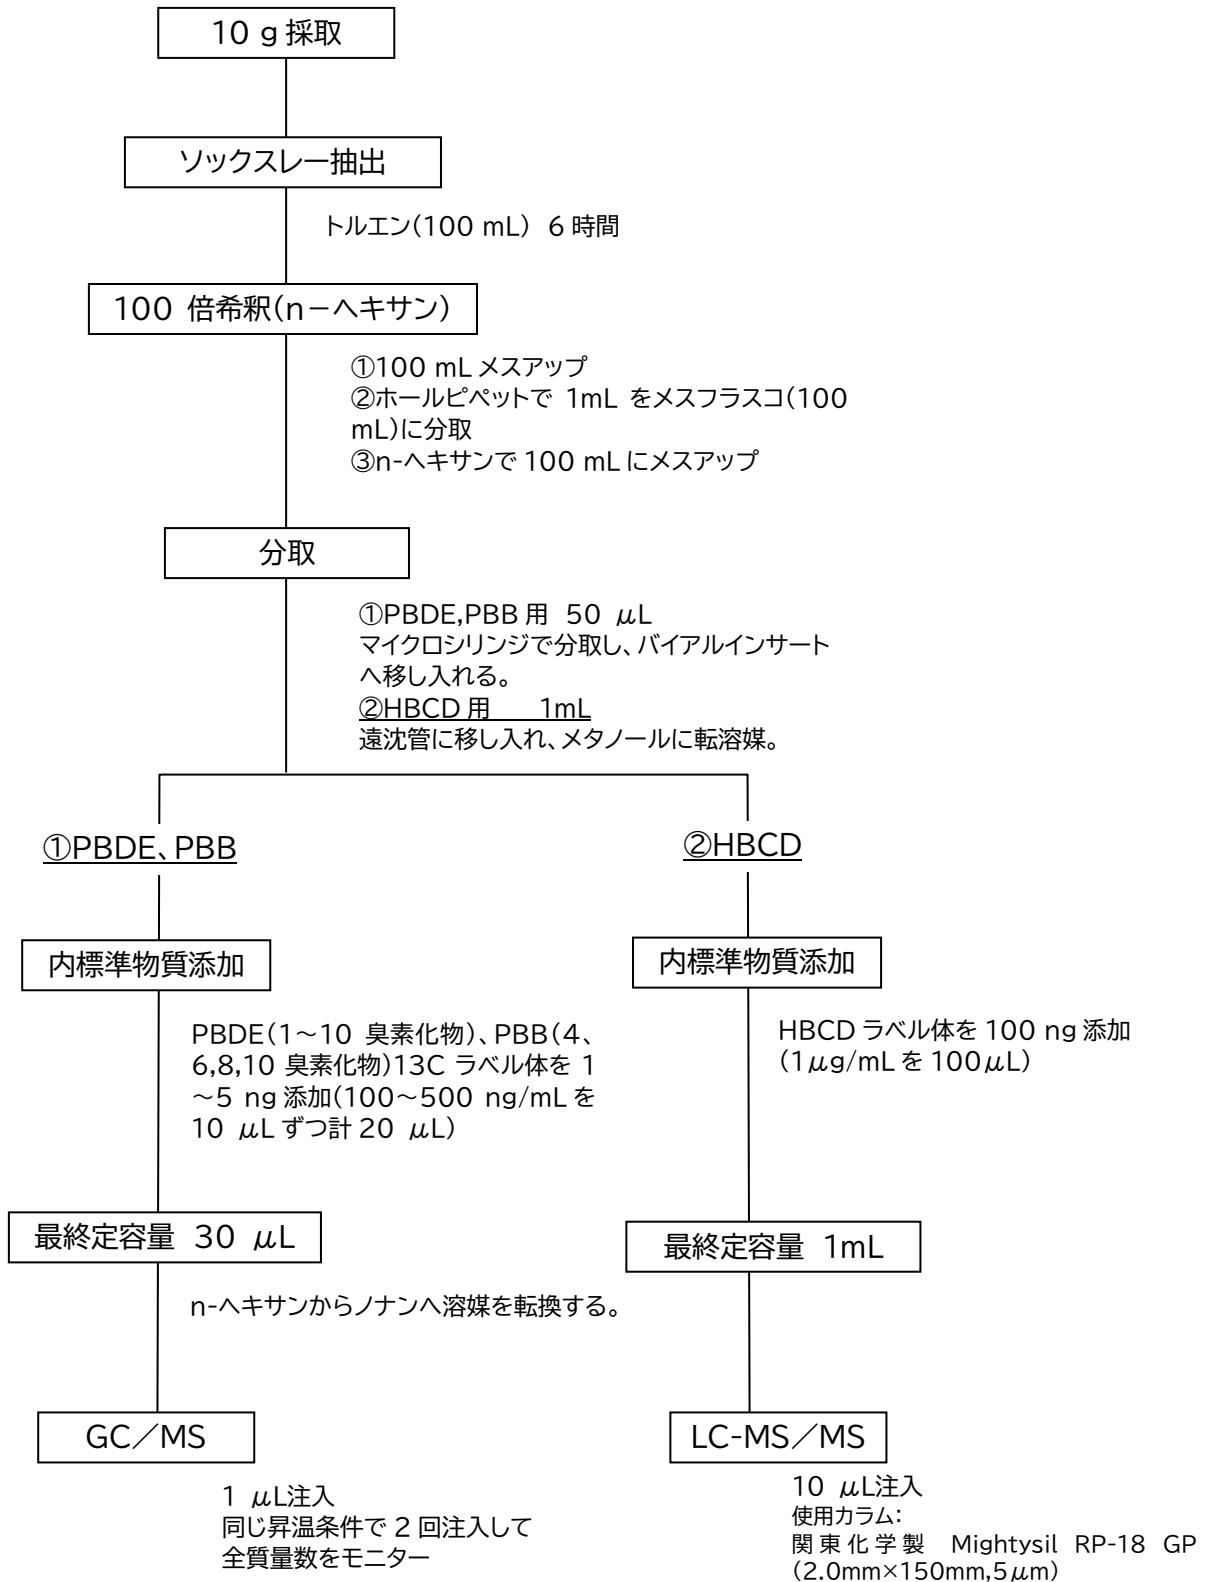 10 g 採取
ソックスレー抽出
トルエン(100 mL) 6 時間
100 倍希釈(n－ヘキサン)
①100 mL メスアップ
②ホールピペットで 1mL をメスフラスコ(100
mL)に分取
③n-ヘキサンで 100 mL にメスアップ
分取
①PBDE,PBB 用 50 μL
マイクロシリンジで分取し、バイアルインサート
へ移し入れる。
②HBCD 用 1mL
遠沈管に移し入れ、メタノールに転溶媒。
①PBDE、PBB
②HBCD
内標準物質添加
内標準物質添加
PBDE(1～10 臭素化物)、PBB(4、
6,8,10 臭素化物)13C ラベル体を 1
～5 ng 添加(100～500 ng/mL を
10 μL ずつ計 20 μL)
HBCD ラベル体を 100 ng 添加
(1μg/mL を 100μL)
最終定容量 30 μL
最終定容量 1mL
n-ヘキサンからノナンへ溶媒を転換する。
GC／MS
LC-MS／MS
1 μL注入
同じ昇温条件で 2 回注入して
全質量数をモニター
10 μL注入
使用カラム：
関東化学製 Mightysil RP-18 GP
(2.0mm×150mm,5μm)